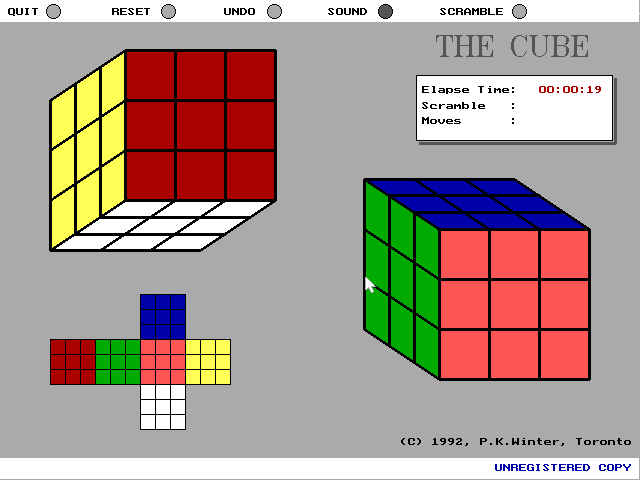 QUIT RESET UNDO SOUND SCRAMBLE
THE CUBE
Elapse Time: 00:00:19
Scramble :
Moves :
(C) 1992, P.K.Winter, Toronto
UNREGISTERED COPY